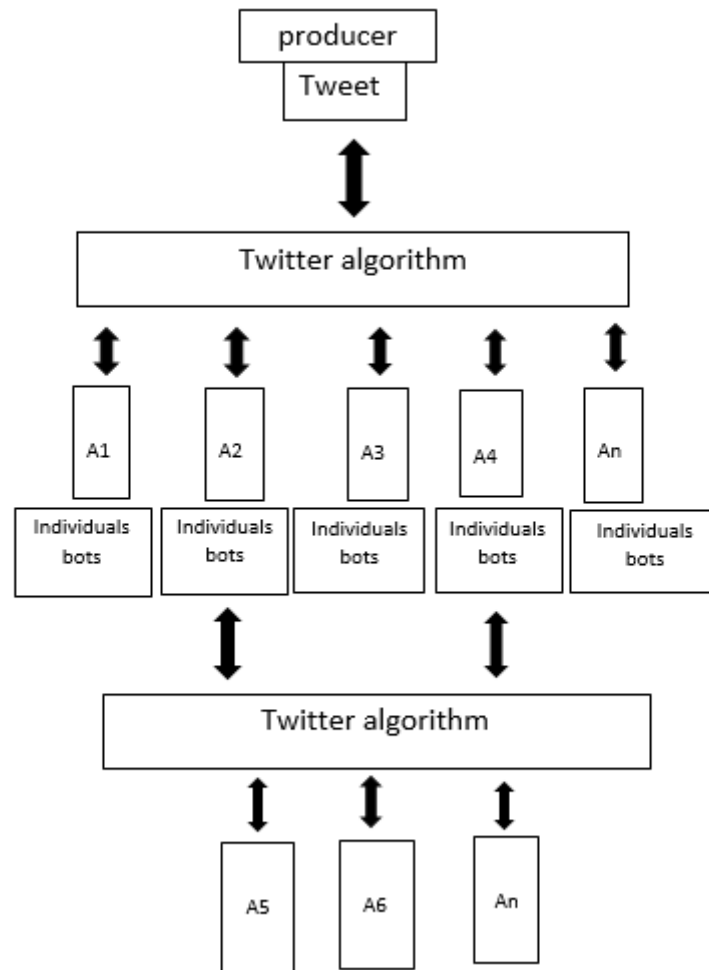 producer
Tweet
Twitter algorithm
A1 A2 A3 A4 An
Individuals Individuals Individuals Individuals Individuals
bots bots bots bots bots
Twitter algorithm
A5 A6 An